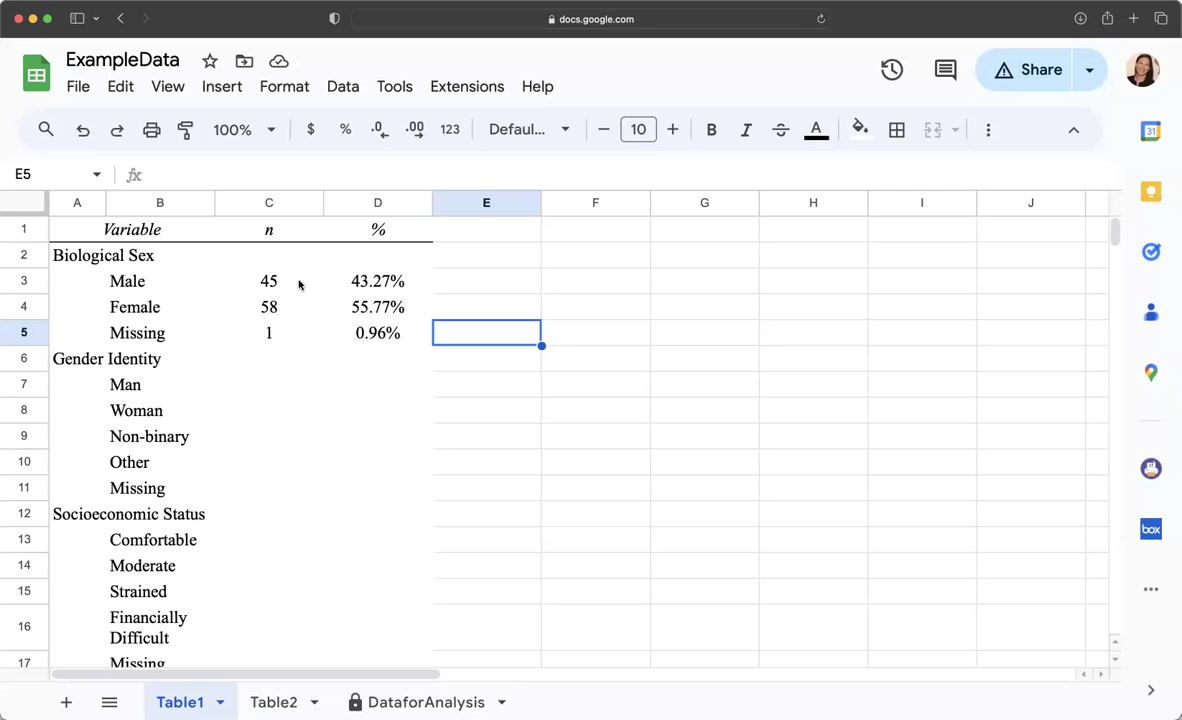 docs.google.com
ExampleData
File Edit View Insert Format Data Tools Extensions Help
Share
100% $ % .0 .00 123 Defaul... 10 B I S A
31
E5 fx
A B C D E F G H I J
1 Variable n %
2 Biological Sex
3 Male 45 43.27%
4 Female 58 55.77%
5 Missing 1 0.96%
6 Gender Identity
7 Man
8 Woman
9 Non-binary
10 Other
11 Missing
12 Socioeconomic Status
13 Comfortable
14 Moderate
15 Strained
16 Financially
Difficult
17 Missing
box
Table1 Table2 DataforAnalysis